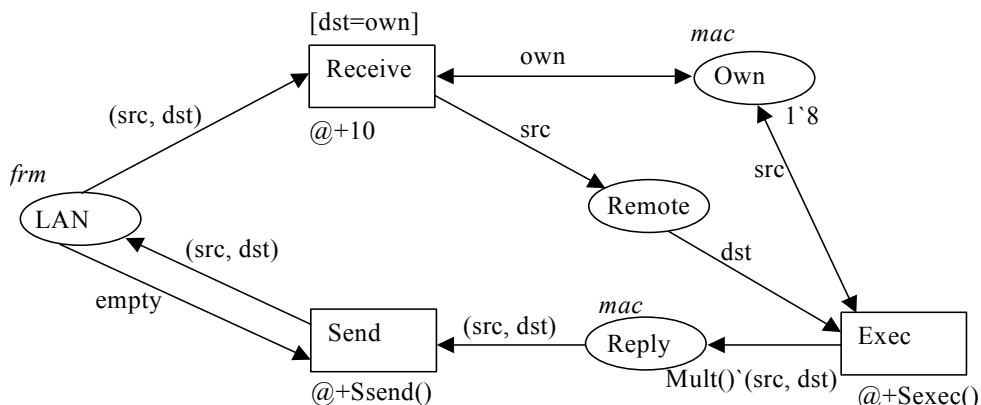 [dst=own]
mac
Receive
own
Own
(src, dst)
@+10
1`8
src
src
frm
LAN
Remote
(src, dst)
dst
empty
mac
Send
(src, dst)
Reply
Exec
@+Ssend()
Mult()`(src, dst)
@+Sexec()